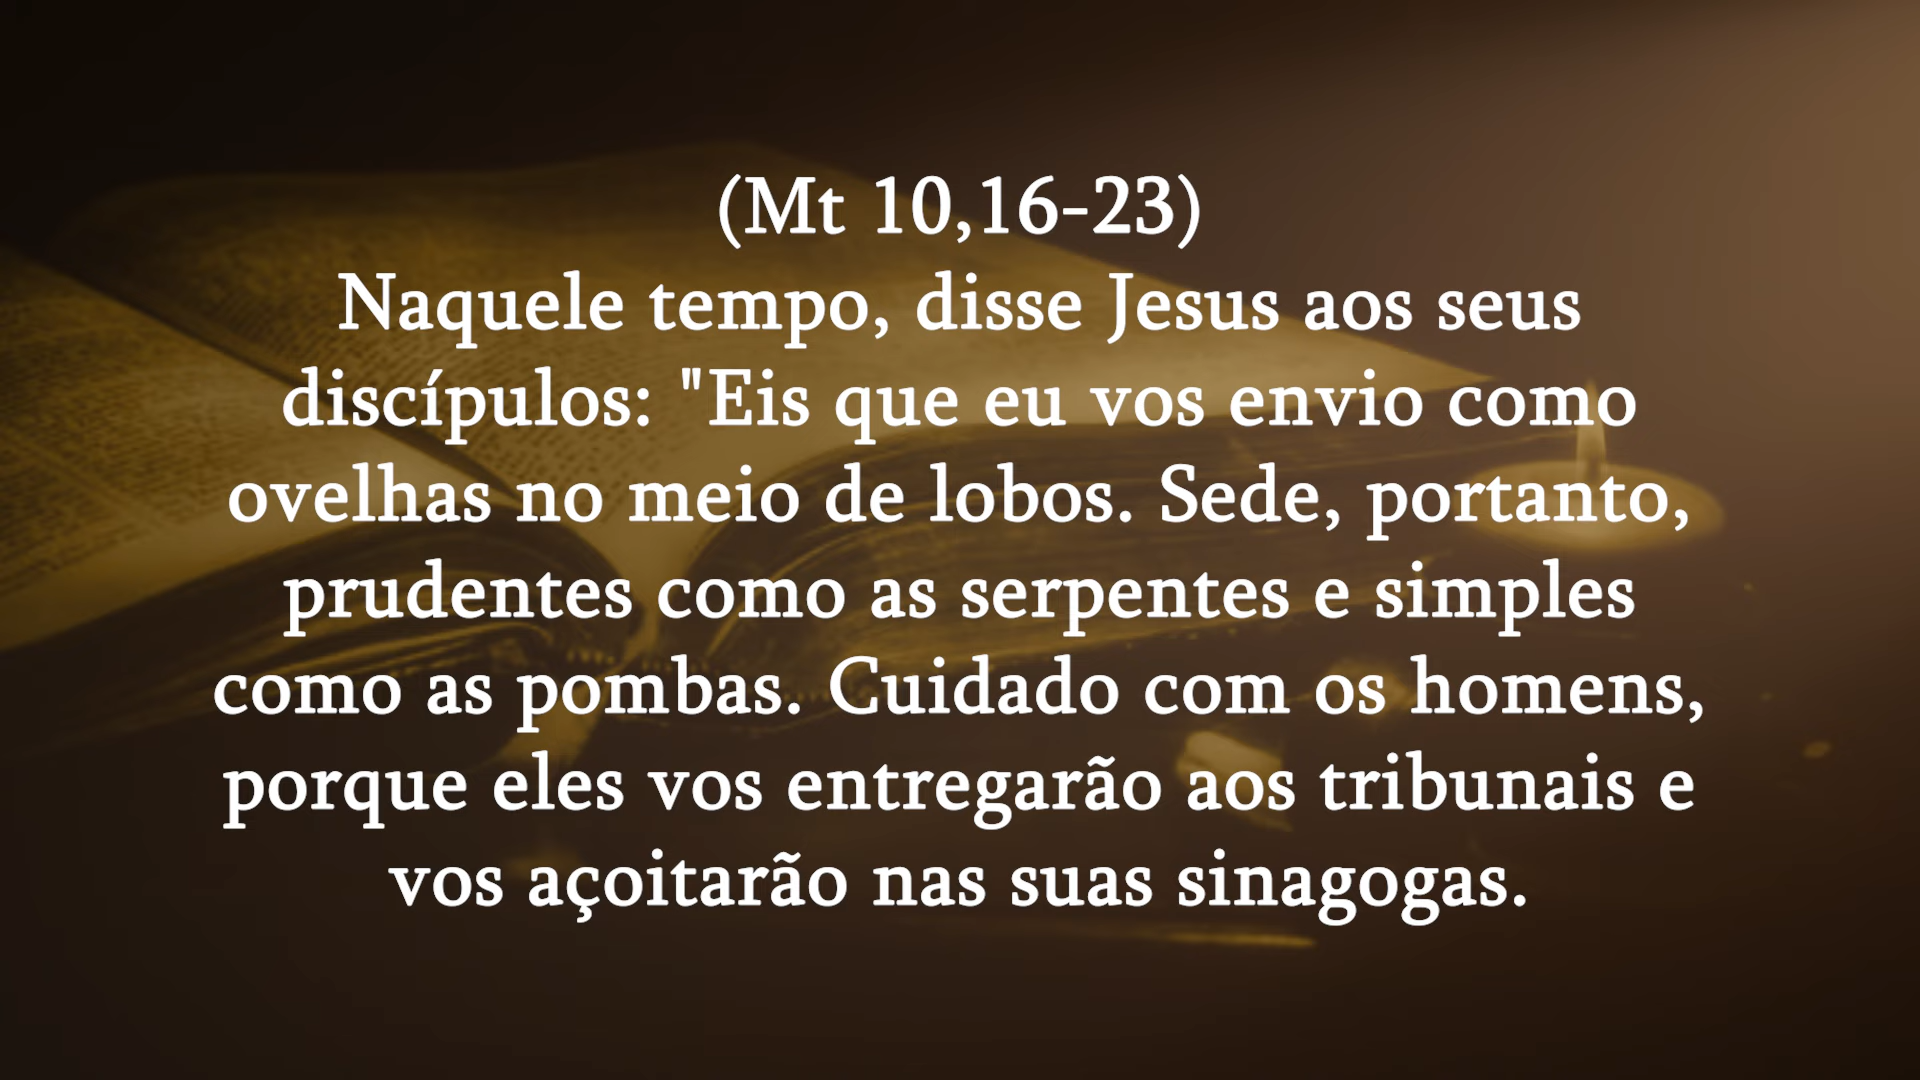 (Mt 10,16-23)
Naquele tempo, disse Jesus aos seus
discípulos: "Eis que eu vos envio como
ovelhas no meio de lobos. Sede, portanto,
prudentes como as serpentes e simples
como as pombas. Cuidado com os homens,
porque eles vos entregarão aos tribunais e
vos açoitarão nas suas sinagogas.